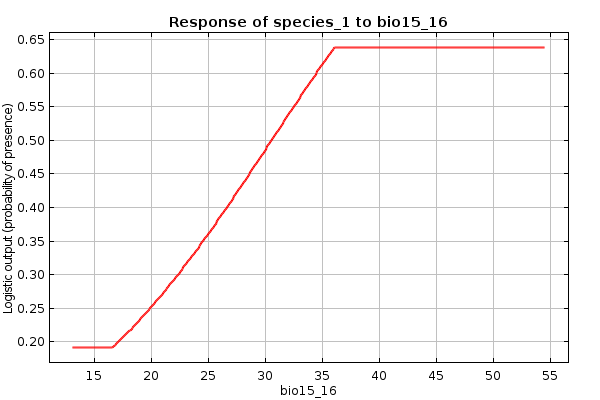 Response of species_1 to bio15_16
Logistic output (probability of presence)
0.65
0.60
0.55
0.50
0.45
0.40
0.35
0.30
0.25
0.20
15 20 25 30 35 40 45 50 55
bio15_16